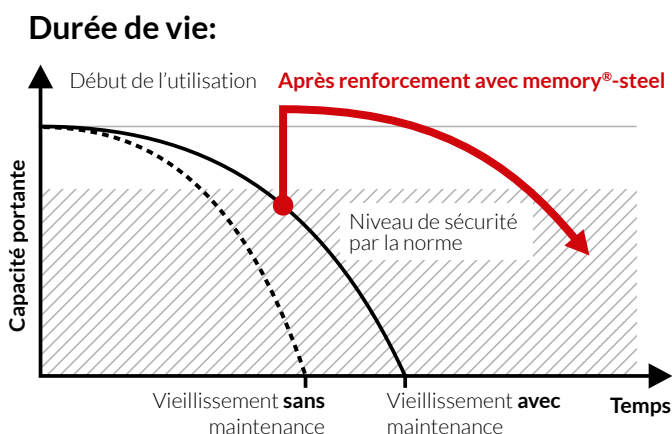 Durée de vie:
Début de l’utilisation
Après renforcement avec memory®-steel
Capacité portante
Niveau de sécurité
par la norme
Vieillissement sans
maintenance
Vieillissement avec
maintenance
Temps